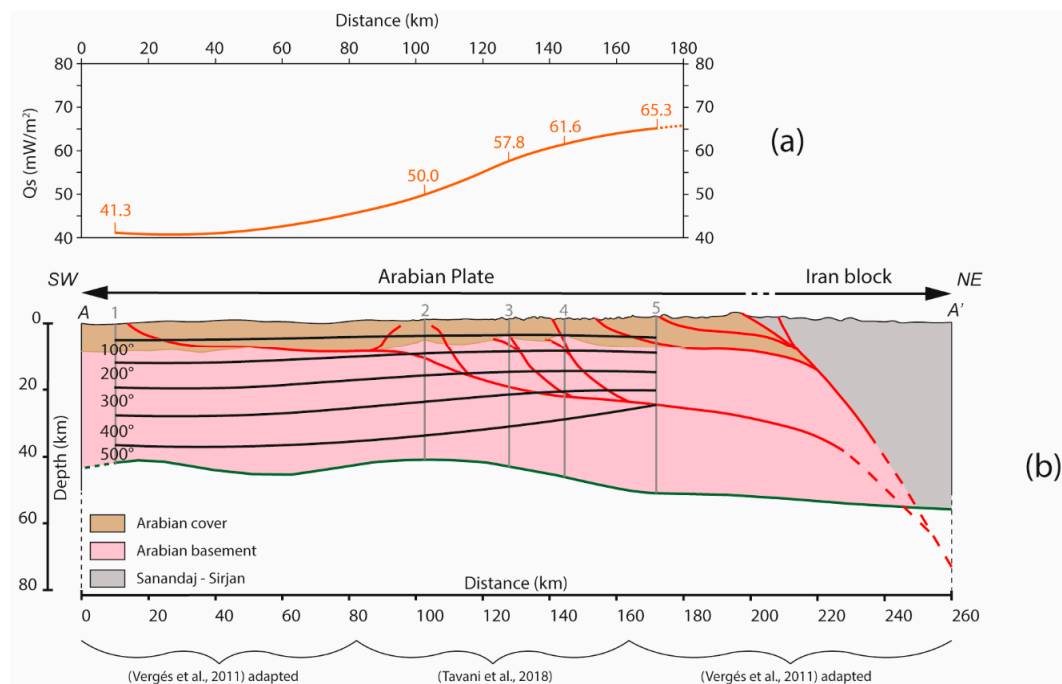 Distance (km)
0 20 40 60 80 100 120 140 160 180
80 80
70 70
60 60
50 50
40 40
Qs (mW/m²)
41.3
50.0
57.8
61.6
65.3
(a)
SW Arabian Plate Iran block NE
A 1 2 3 4 5 A'
0
20
40
60
80
Depth (km)
100°
200°
300°
400°
500°
(b)
Arabian cover
Arabian basement
Sanandaj - Sirjan
Distance (km)
0 20 40 60 80 100 120 140 160 180 200 220 240 260
(Vergés et al., 2011) adapted (Tavani et al., 2018) (Vergés et al., 2011) adapted